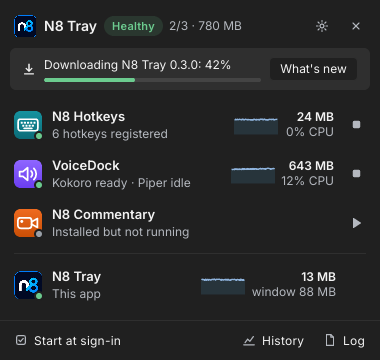 n8 N8 Tray Healthy 2/3 · 780 MB
Downloading N8 Tray 0.3.0: 42% What's new
N8 Hotkeys 24 MB
6 hotkeys registered 0% CPU
VoiceDock 643 MB
Kokoro ready · Piper idle 12% CPU
N8 Commentary
Installed but not running
n8 N8 Tray 13 MB
This app window 88 MB
Start at sign-in History Log